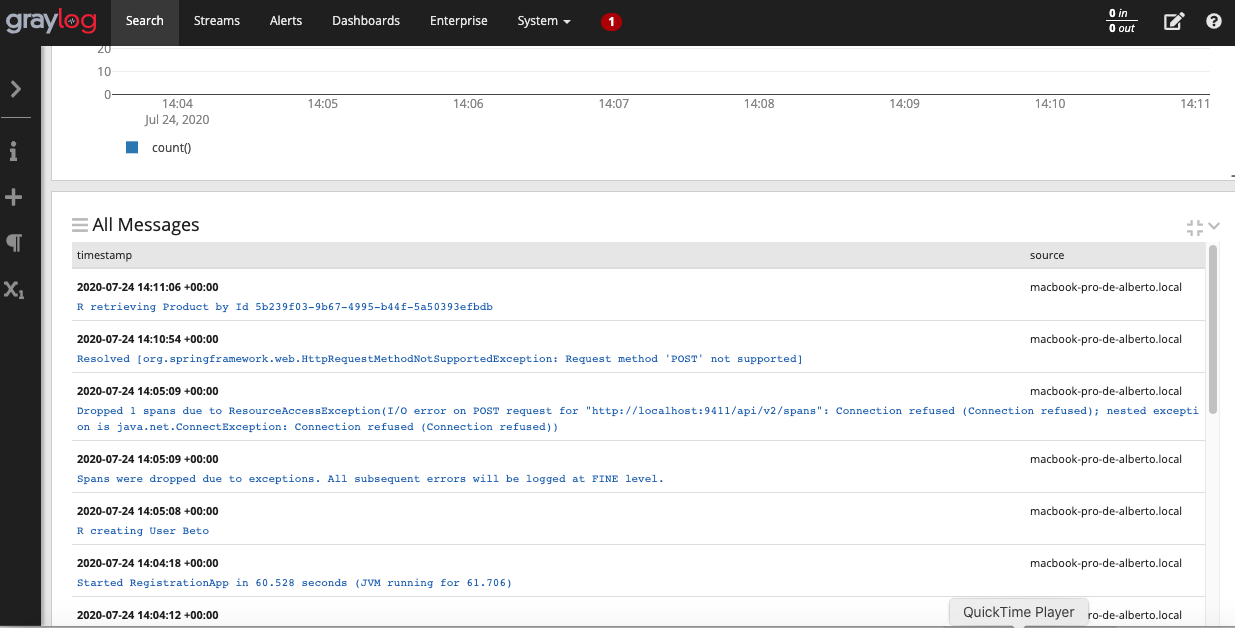 graylog
Search Streams Alerts Dashboards Enterprise System 1
0 in
0 out
20
10
0
14:04 14:05 14:06 14:07 14:08 14:09 14:10 14:11
Jul 24, 2020
count()
All Messages
timestamp source
2020-07-24 14:11:06 +00:00 macbook-pro-de-alberto.local
R retrieving Product by Id 5b239f03-9b67-4995-b44f-5a50393efbdb
2020-07-24 14:10:54 +00:00 macbook-pro-de-alberto.local
Resolved [org.springframework.web.HttpRequestMethodNotSupportedException: Request method 'POST' not supported]
2020-07-24 14:05:09 +00:00 macbook-pro-de-alberto.local
Dropped 1 spans due to ResourceAccessException(I/O error on POST request for "http://localhost:9411/api/v2/spans": Connection refused (Connection refused); nested excepti
on is java.net.ConnectException: Connection refused (Connection refused))
2020-07-24 14:05:09 +00:00 macbook-pro-de-alberto.local
Spans were dropped due to exceptions. All subsequent errors will be logged at FINE level.
2020-07-24 14:05:08 +00:00 macbook-pro-de-alberto.local
R creating User Beto
2020-07-24 14:04:18 +00:00 macbook-pro-de-alberto.local
Started RegistrationApp in 60.528 seconds (JVM running for 61.706)
2020-07-24 14:04:12 +00:00 ro-de-alberto.local
QuickTime Player